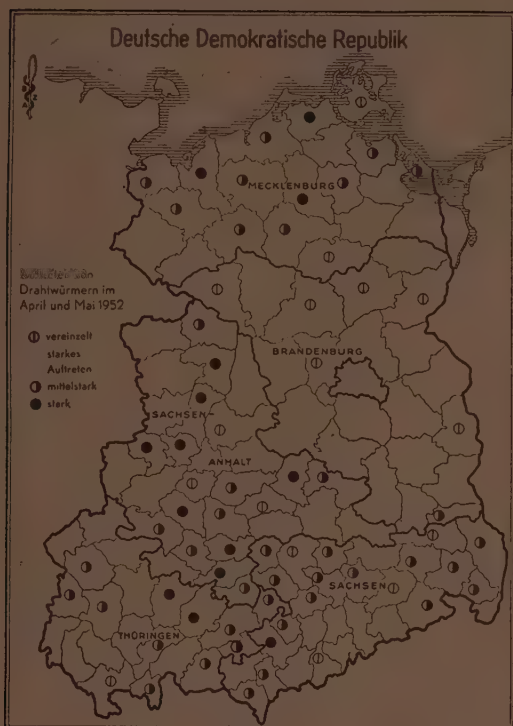 Deutsche Demokratische Republik
MECKLENBURG
Drahtwürmern im
April und Mai 1952
vereinzelt
starkes
Auftreten
mittelstark
stark
BRANDENBURG
SACHSEN-
ANHALT
SACHSEN
THÜRINGEN